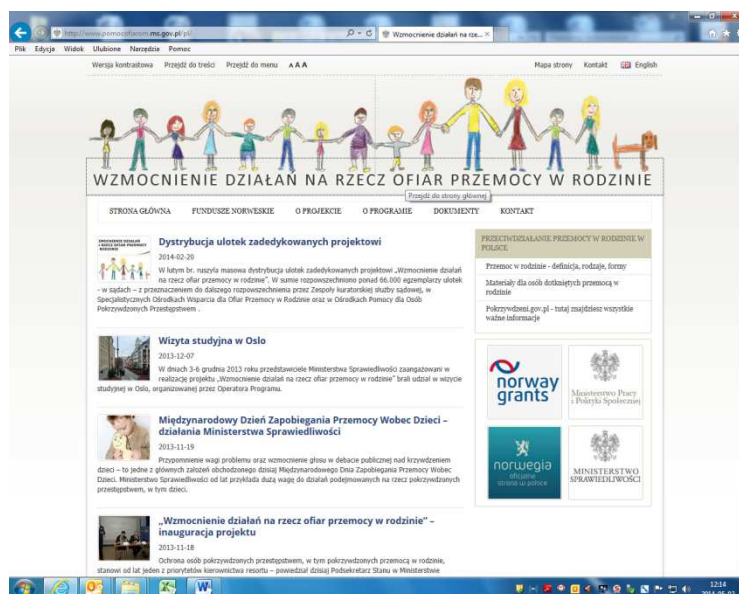 http://www.pomocofiarom.ms.gov.pl/pl/
Wzmocnienie działań na rze...
Plik Edycja Widok Ulubione Narzędzia Pomoc
Wersja kontrastowa Przejdź do treści Przejdź do menu A A A
Mapa strony Kontakt English
WZMOCNIENIE DZIAŁAŃ NA RZECZ OFIAR PRZEMOCY W RODZINIE
Przejdź do strony głównej
STRONA GŁÓWNA FUNDUSZE NORWESKIE O PROJEKCIE O PROGRAMIE DOKUMENTY KONTAKT
Dystrybucja ulotek zadedykowanych projektowi
2014-02-20
W lutym br. ruszyła masowa dystrybucja ulotek zadedykowanych projektowi „Wzmocnienie działań
na rzecz ofiar przemocy w rodzinie”. W sumie rozpowszechniono ponad 66.000 egzemplarzy ulotek
- w sądach – z przeznaczeniem do dalszego rozpowszechnienia przez Zespoły kuratorskiej służby sądowej, w
Specjalistycznych Ośrodkach Wsparcia dla Ofiar Przemocy w Rodzinie oraz w Ośrodkach Pomocy dla Osób
Pokrzywdzonych Przestępstwem .
Wizyta studyjna w Oslo
2013-12-07
W dniach 3-6 grudnia 2013 roku przedstawiciele Ministerstwa Sprawiedliwości zaangażowani w
realizację projektu „Wzmocnienie działań na rzecz ofiar przemocy w rodzinie” brali udział w wizycie
studyjnej w Oslo, organizowanej przez Operatora Programu.
Międzynarodowy Dzień Zapobiegania Przemocy Wobec Dzieci –
działania Ministerstwa Sprawiedliwości
2013-11-19
Przypomnienie wagi problemu oraz wzmocnienie głosu w debacie publicznej nad krzywdzeniem
dzieci – to jedne z głównych założeń obchodzonego dzisiaj Międzynarodowego Dnia Zapobiegania Przemocy Wobec
Dzieci. Ministerstwo Sprawiedliwości od lat przykłada dużą wagę do działań podejmowanych na rzecz pokrzywdzonych
przestępstwem, w tym dzieci.
„Wzmocnienie działań na rzecz ofiar przemocy w rodzinie” –
inauguracja projektu
2013-11-18
Ochrona osób pokrzywdzonych przestępstwem, w tym pokrzywdzonych przemocą w rodzinie,
stanowi od lat jeden z priorytetów kierownictwa resortu – powiedział dzisiaj Podsekretarz Stanu w Ministerstwie
PRZECIWDZIAŁANIE PRZEMOCY W RODZINIE W
POLSCE
Przemoc w rodzinie - definicja, rodzaje, formy
Materiały dla osób dotkniętych przemocą w
rodzinie
Pokrzywdzeni.gov.pl - tutaj znajdziesz wszystkie
ważne informacje
norway
grants
Ministerstwo Pracy
i Polityki Społecznej
norwegia
oficjalna
strona w polsce
MINISTERSTWO
SPRAWIEDLIWOŚCI
12:14
2014-05-02